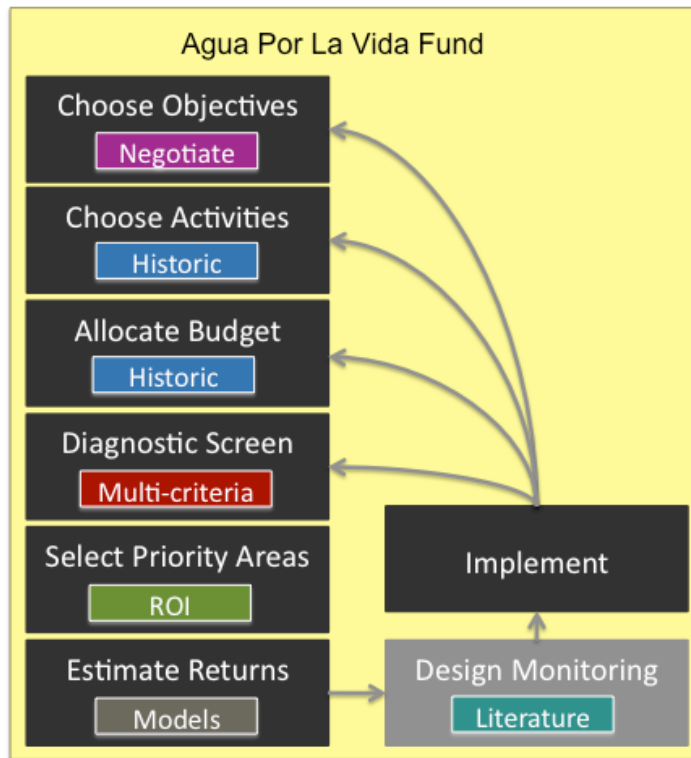 Agua Por La Vida Fund
Choose Objectives
Negotiate
Choose Activities
Historic
Allocate Budget
Historic
Diagnostic Screen
Multi-criteria
Select Priority Areas
ROI
Estimate Returns
Models
Implement
Design Monitoring
Literature